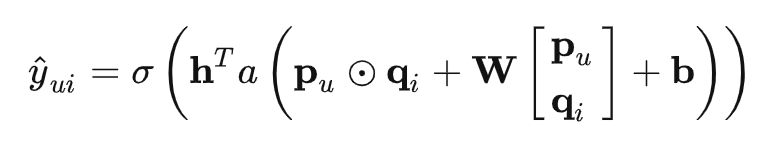 ŷ_{ui} = σ(h^T a(p_u ⊙ q_i + W[p_u q_i] + b))